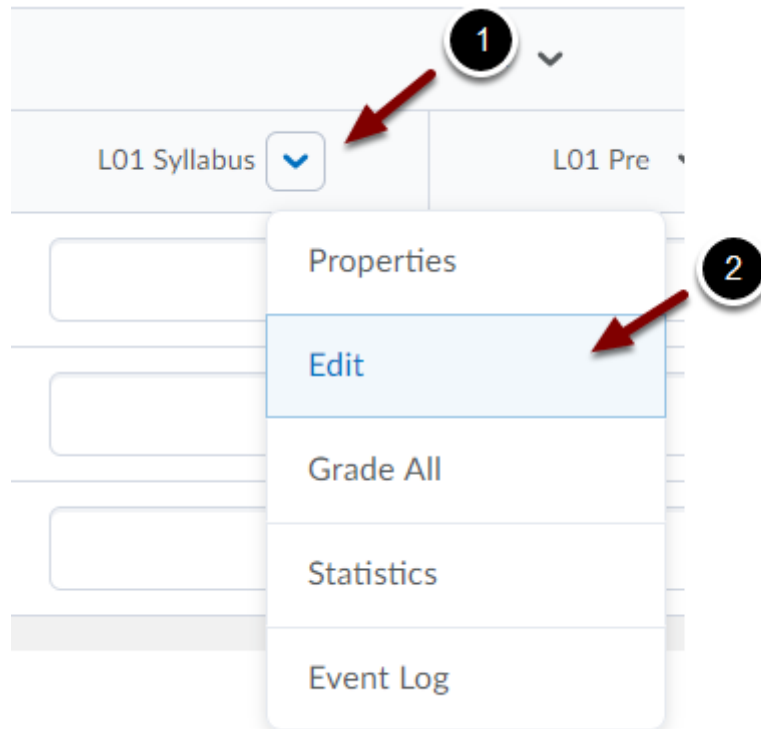 1
L01 Syllabus L01 Pre
Properties
2
Edit
Grade All
Statistics
Event Log